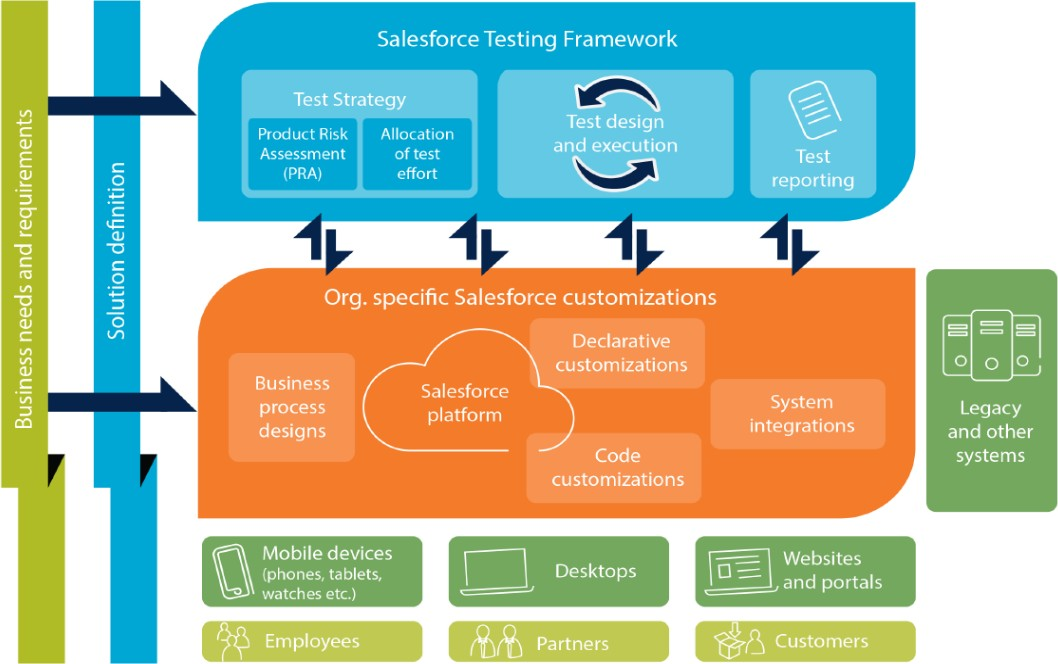 Business needs and requirements
Solution definition
Salesforce Testing Framework
Test Strategy
Product Risk
Assessment
(PRA)
Allocation
of test
effort
Test design
and execution
Test
reporting
Org. specific Salesforce customizations
Business
process
designs
Salesforce
platform
Declarative
customizations
Code
customizations
System
integrations
Legacy
and other
systems
Mobile devices
(phones, tablets,
watches etc.)
Desktops
Websites
and portals
Employees
Partners
Customers